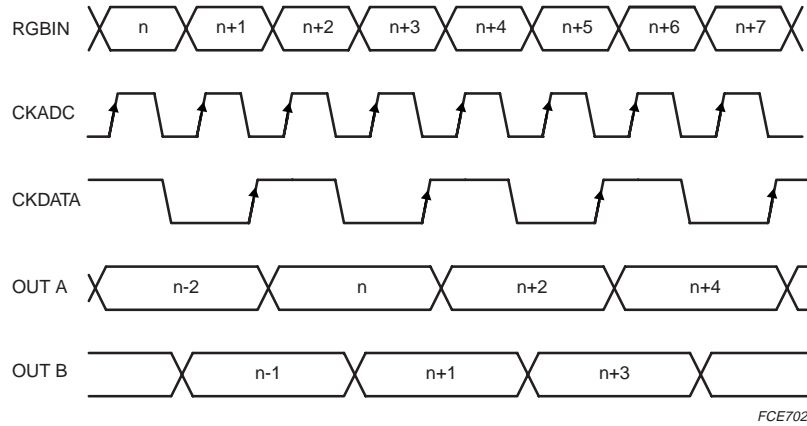 RGBIN n n+1 n+2 n+3 n+4 n+5 n+6 n+7
CKADC
CKDATA
OUT A n-2 n n+2 n+4
OUT B n-1 n+1 n+3
FCE702